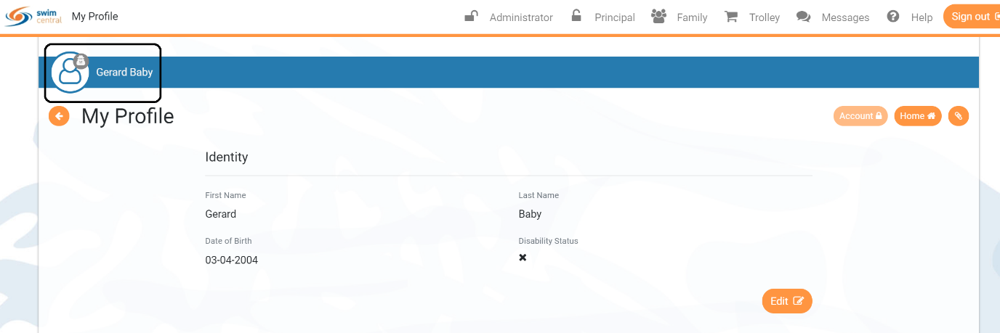 swim
central
My Profile
Administrator Principal Family Trolley Messages Help Sign out
Gerard Baby
My Profile
Account Home
Identity
First Name Last Name
Gerard Baby
Date of Birth Disability Status
03-04-2004
Edit